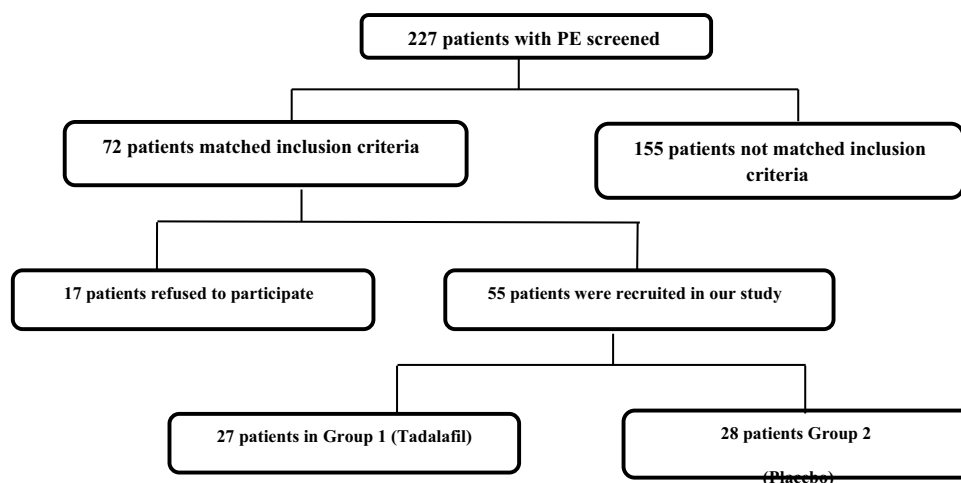 227 patients with PE screened
72 patients matched inclusion criteria
155 patients not matched inclusion
criteria
17 patients refused to participate
55 patients were recruited in our study
27 patients in Group 1 (Tadalafil)
28 patients Group 2
(Placebo)